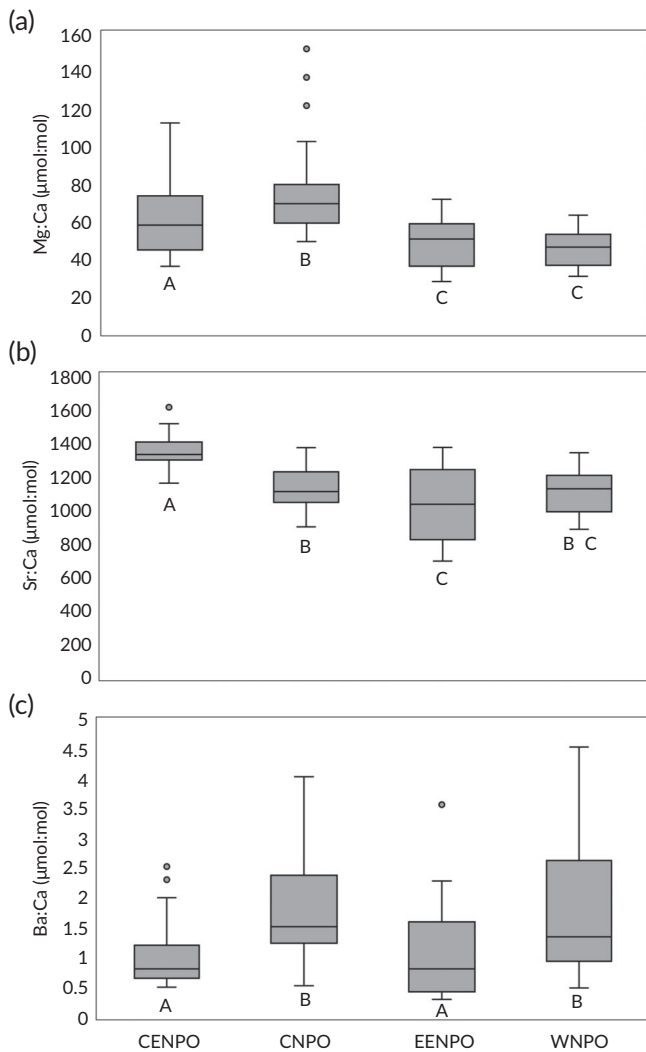 (a)
160
140
120
100
80
60
40
20
0
Mg:Ca (μmol:mol)
A
B
C
C
(b)
1800
1600
1400
1200
1000
800
600
400
200
0
Sr:Ca (μmol:mol)
A
B
C
B C
(c)
5
4.5
4
3.5
3
2.5
2
1.5
1
0.5
0
Ba:Ca (μmol:mol)
A
B
A
B
CENPO CNPO EENPO WNPO